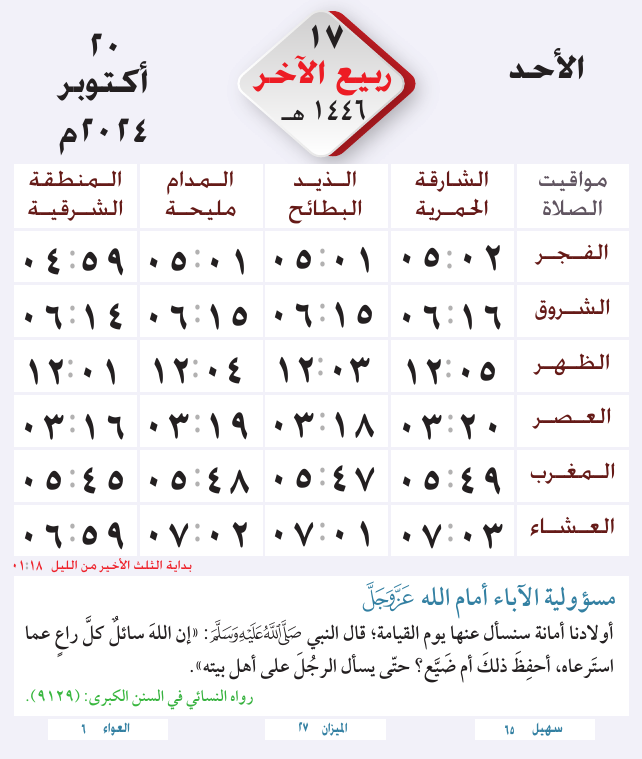 الأحد
١٧
ربيع الآخر
١٤٤٦ هـ
٢٠
أكتوبر
٢٠٢٤م
مواقيت الصلاة | الشارقة الحمرية | الذيد البطائح | المدام مليحة | المنطقة الشرقية
الفجر ٠٥:٠٢ ٠٥:٠١ ٠٥:٠١ ٠٤:٥٩
الشروق ٠٦:١٦ ٠٦:١٥ ٠٦:١٥ ٠٦:١٤
الظهر ١٢:٠٥ ١٢:٠٣ ١٢:٠٤ ١٢:٠١
العصر ٠٣:٢٠ ٠٣:١٨ ٠٣:١٩ ٠٣:١٦
المغرب ٠٥:٤٩ ٠٥:٤٧ ٠٥:٤٨ ٠٥:٤٥
العشاء ٠٧:٠٣ ٠٧:٠١ ٠٧:٠٢ ٠٦:٥٩
بداية الثلث الأخير من الليل ٠١:١٨
مسؤولية الآباء أمام الله عَزَّوَجَلَّ
أولادنا أمانة سنسأل عنها يوم القيامة؛ قال النبي صَلَّى اللَّهُ عَلَيْهِ وَسَلَّمَ: «إن اللهَ سائلٌ كلَّ راعٍ عما
استَرعاه، أحفِظَ ذلكَ أم ضَيَّع؟ حتّى يسأل الرجُلَ على أهل بيته».
رواه النسائي في السنن الكبرى: (٩١٢٩).
سهيل ٦٥
الميزان ٢٧
العواء ٦